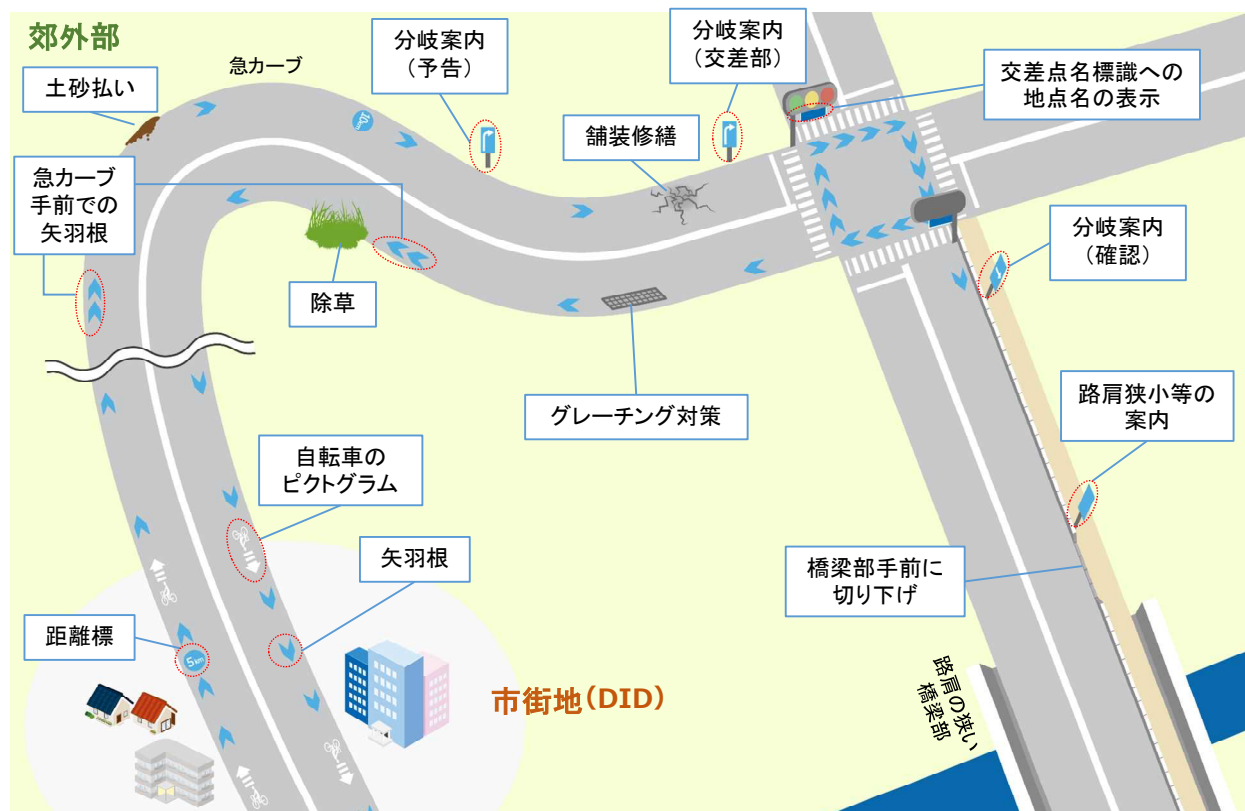 郊外部
土砂払い
急カーブ
分岐案内
（予告）
分岐案内
（交差部）
交差点名標識への
地点名の表示
舗装修繕
急カーブ
手前での
矢羽根
除草
分岐案内
（確認）
グレーチング対策
路肩狭小等の
案内
自転車の
ピクトグラム
矢羽根
橋梁部手前に
切り下げ
距離標
5km
市街地(DID)
路肩の狭い
橋梁部